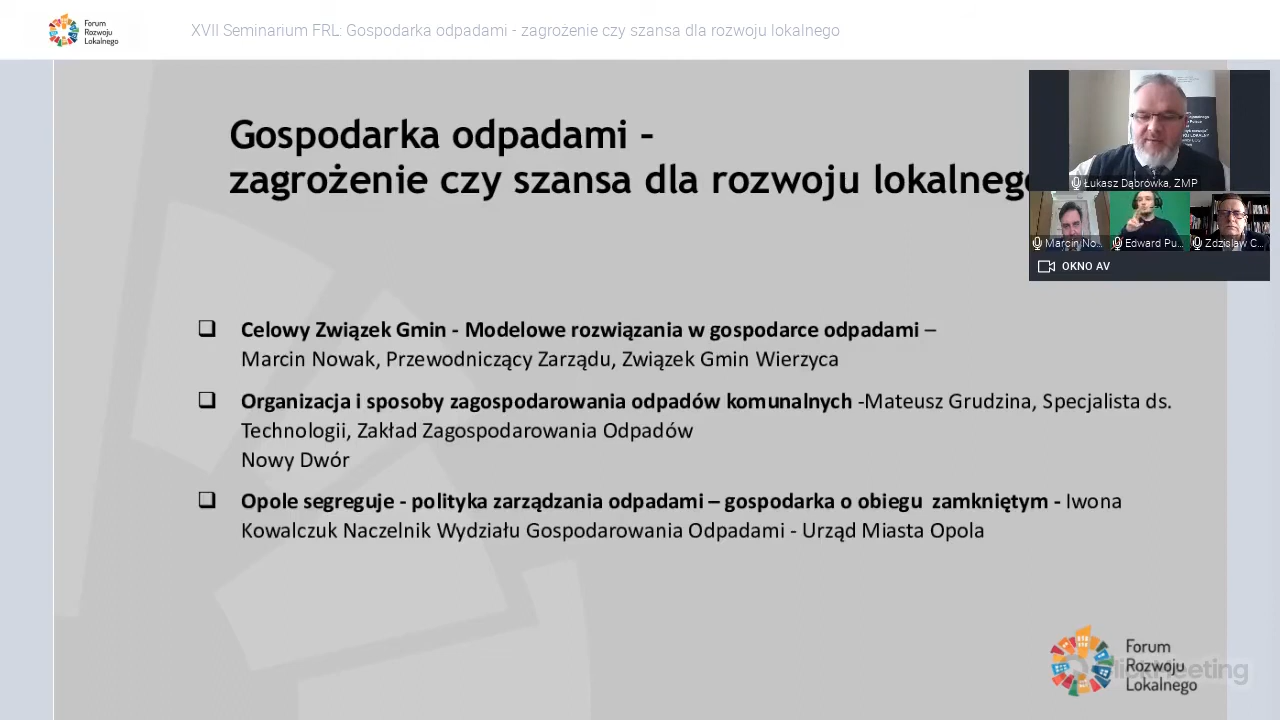 Forum
Rozwoju
Lokalnego
XVII Seminarium FRL: Gospodarka odpadami - zagrożenie czy szansa dla rozwoju lokalnego
Gospodarka odpadami –
zagrożenie czy szansa dla rozwoju lokalneg
Łukasz Dąbrówka, ZMP
Marcin No...
Edward Pu...
Zdzisław C...
OKNO AV
❑ Celowy Związek Gmin - Modelowe rozwiązania w gospodarce odpadami –
Marcin Nowak, Przewodniczący Zarządu, Związek Gmin Wierzyca
❑ Organizacja i sposoby zagospodarowania odpadów komunalnych -Mateusz Grudzina, Specjalista ds.
Technologii, Zakład Zagospodarowania Odpadów
Nowy Dwór
❑ Opole segreguje - polityka zarządzania odpadami – gospodarka o obiegu zamkniętym - Iwona
Kowalczuk Naczelnik Wydziału Gospodarowania Odpadami - Urząd Miasta Opola
Forum
Rozwoju
Lokalnego
ClickMeeting